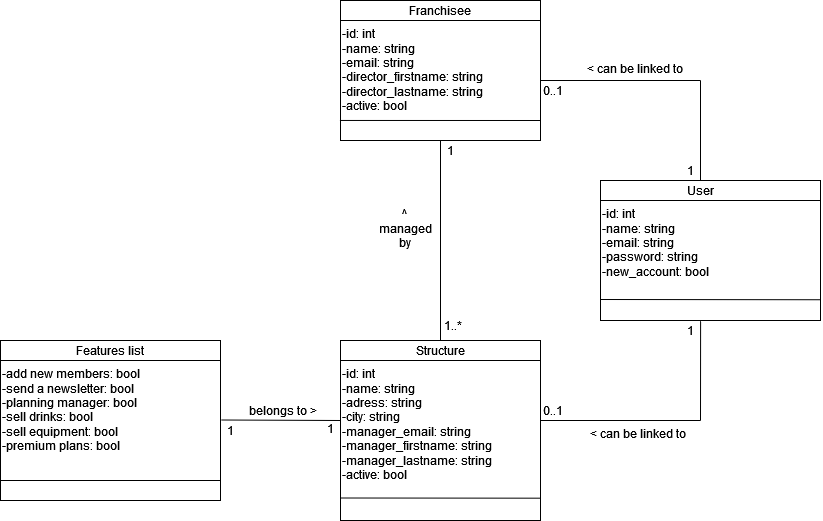 Franchisee
-id: int
-name: string
-email: string
-director_firstname: string
-director_lastname: string
-active: bool
< can be linked to
0..1
1
1
User
-id: int
-name: string
-email: string
-password: string
-new_account: bool
^
managed
by
1..*
1
Features list
-add new members: bool
-send a newsletter: bool
-planning manager: bool
-sell drinks: bool
-sell equipment: bool
-premium plans: bool
belongs to >
1
1
Structure
-id: int
-name: string
-adress: string
-city: string
-manager_email: string
-manager_firstname: string
-manager_lastname: string
-active: bool
0..1
< can be linked to